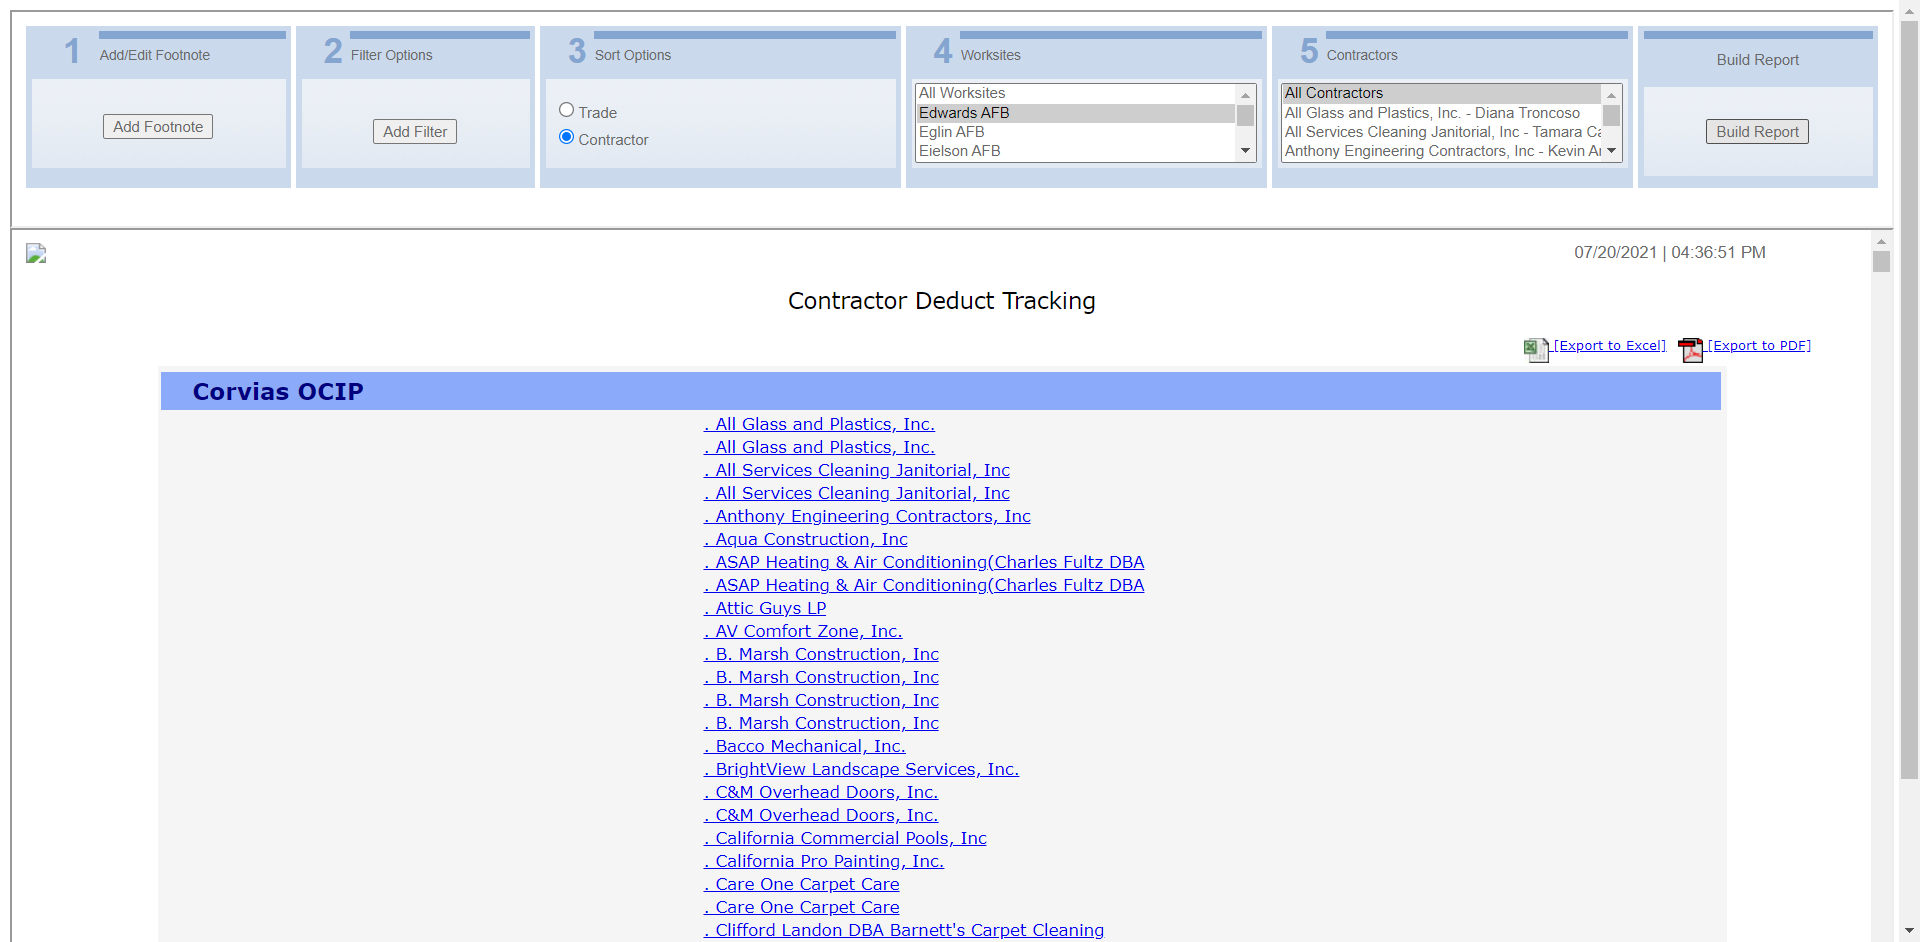 1 Add/Edit Footnote
Add Footnote
2 Filter Options
Add Filter
3 Sort Options
Trade
Contractor
4 Worksites
All Worksites
Edwards AFB
Eglin AFB
Eielson AFB
5 Contractors
All Contractors
All Glass and Plastics, Inc. - Diana Troncoso
All Services Cleaning Janitorial, Inc - Tamara
Anthony Engineering Contractors, Inc - Kevin
Build Report
Build Report
07/20/2021 | 04:36:51 PM
Contractor Deduct Tracking
[Export to Excel] [Export to PDF]
Corvias OCIP
. All Glass and Plastics, Inc.
. All Glass and Plastics, Inc.
. All Services Cleaning Janitorial, Inc
. All Services Cleaning Janitorial, Inc
. Anthony Engineering Contractors, Inc
. Aqua Construction, Inc
. ASAP Heating & Air Conditioning(Charles Fultz DBA
. ASAP Heating & Air Conditioning(Charles Fultz DBA
. Attic Guys LP
. AV Comfort Zone, Inc.
. B. Marsh Construction, Inc
. B. Marsh Construction, Inc
. B. Marsh Construction, Inc
. B. Marsh Construction, Inc
. Bacco Mechanical, Inc.
. BrightView Landscape Services, Inc.
. C&M Overhead Doors, Inc.
. C&M Overhead Doors, Inc.
. California Commercial Pools, Inc
. California Pro Painting, Inc.
. Care One Carpet Care
. Care One Carpet Care
. Clifford Landon DBA Barnett's Carpet Cleaning